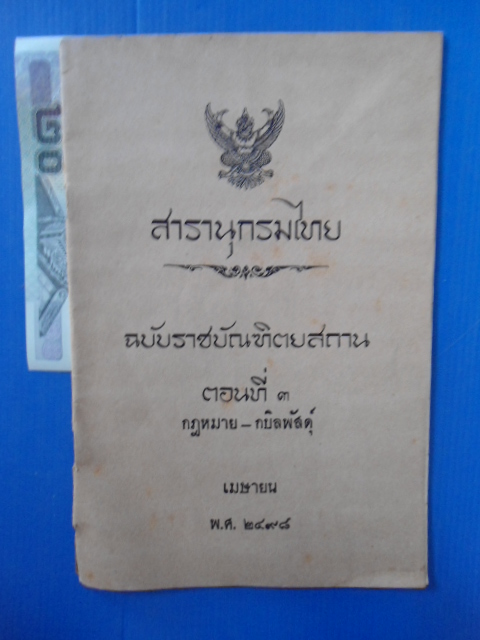 สารานุกรมไทย
ฉบับราชบัณฑิตยสถาน
ตอนที่ ๓
กฎหมาย – กบิลพัสดุ์
เมษายน
พ.ศ. ๒๔๙๘